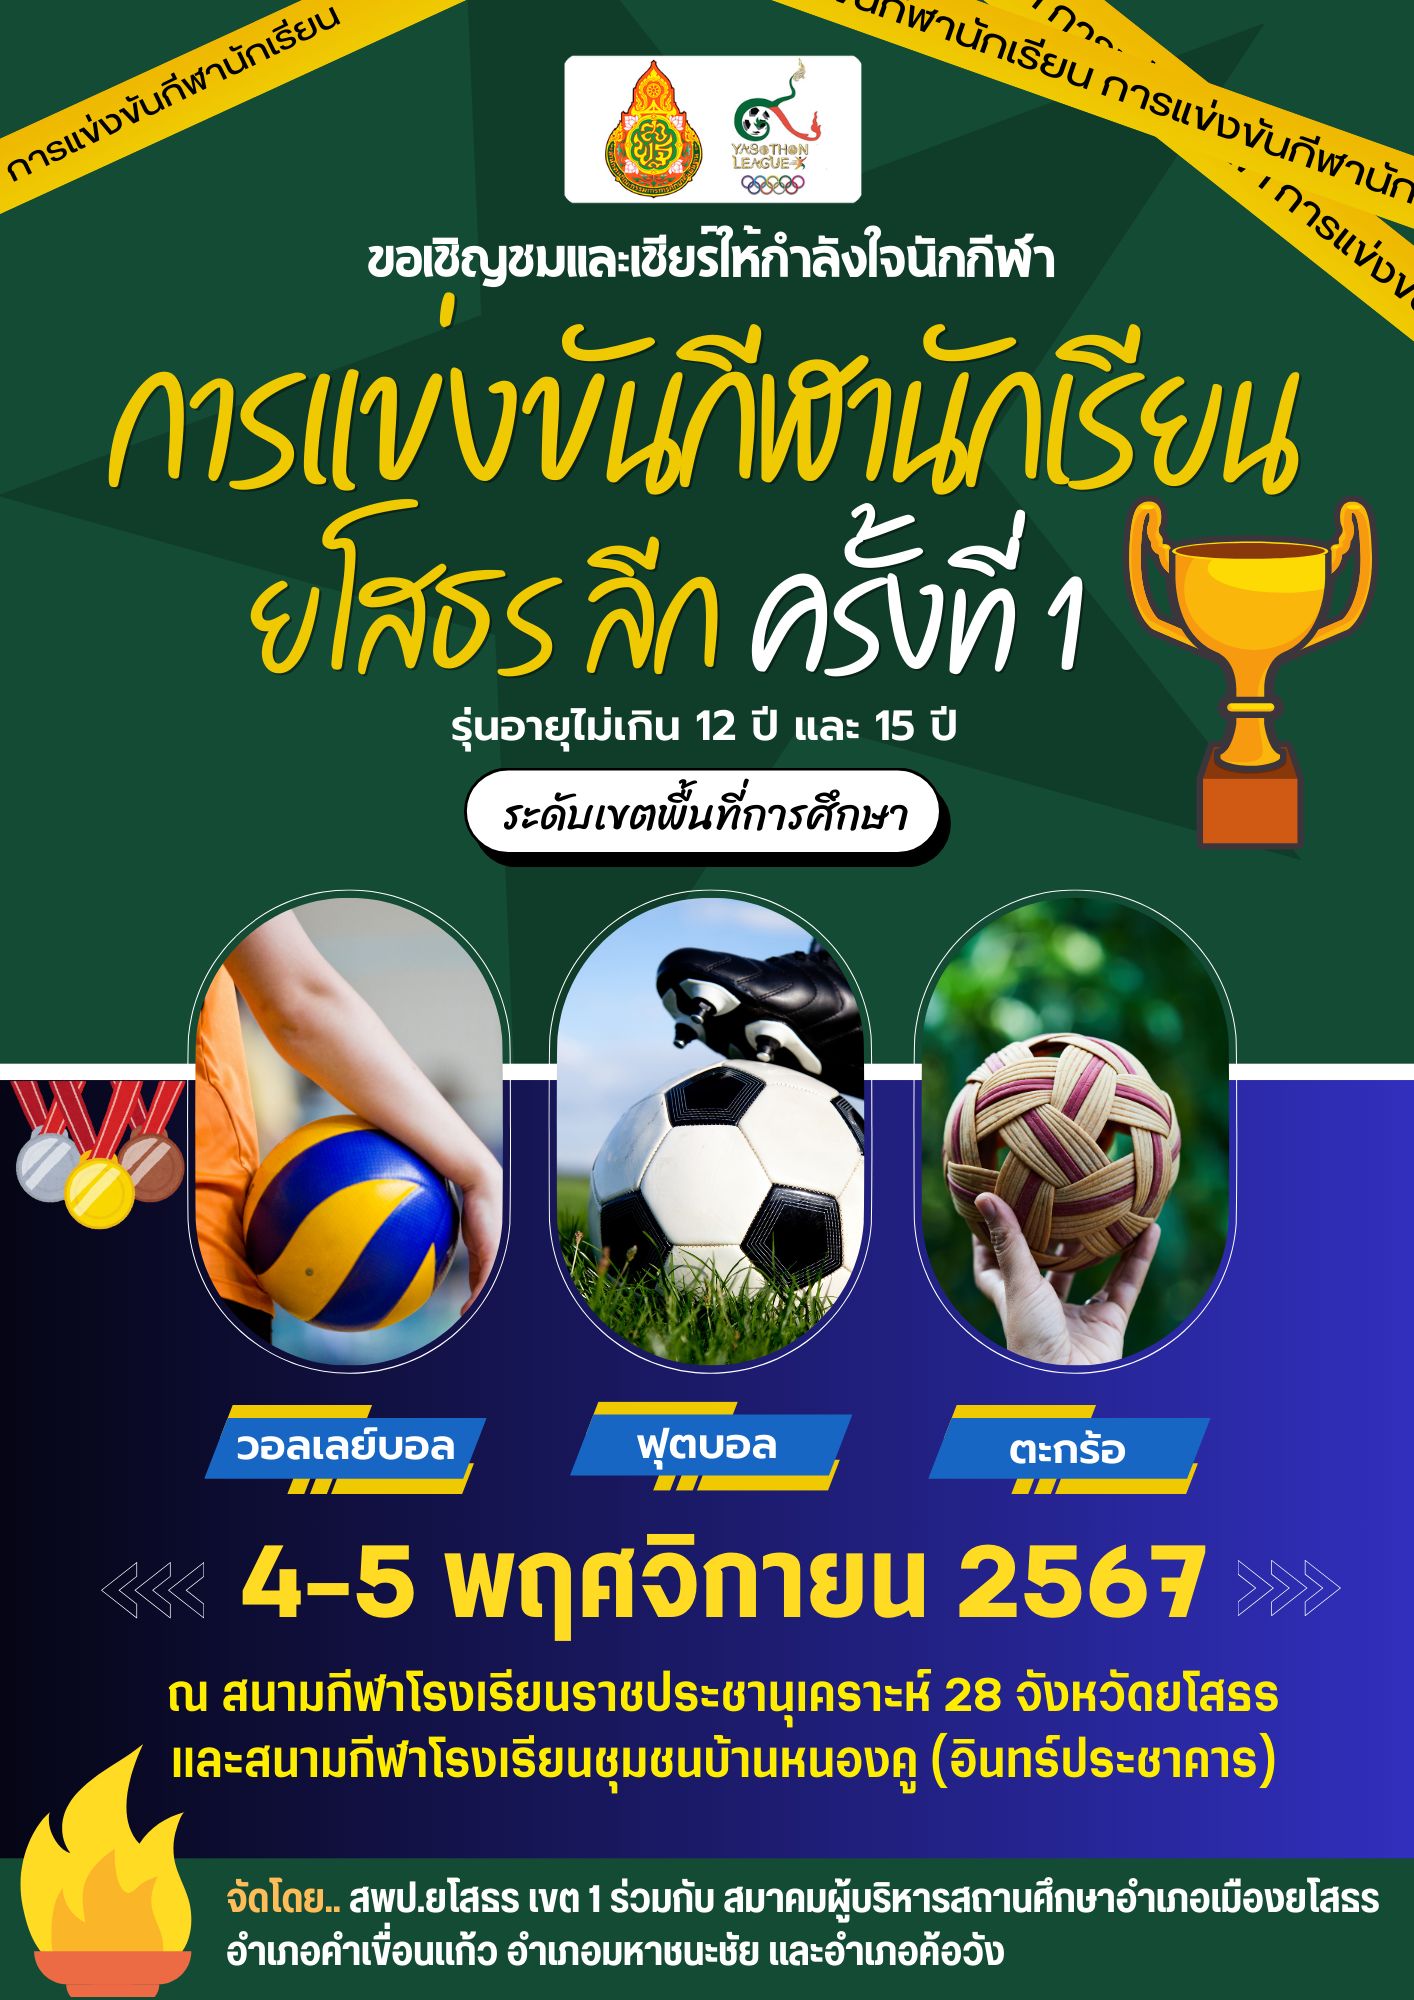 การแข่งขันกีฬานักเรียน
การแข่งขันกีฬานัก
การแข่งขัน
YASOTHON
LEAGUE
ขอเชิญชมและเชียร์ให้กำลังใจนักกีฬา
การแข่งขันกีฬานักเรียน
ยโสธร ลีก ครั้งที่ 1
รุ่นอายุไม่เกิน 12 ปี และ 15 ปี
ระดับเขตพื้นที่การศึกษา
วอลเลย์บอล
ฟุตบอล
ตะกร้อ
4-5 พฤศจิกายน 2567
ณ สนามกีฬาโรงเรียนราชประชานุเคราะห์ 28 จังหวัดยโสธร
และสนามกีฬาโรงเรียนชุมชนบ้านหนองคู (อินทร์ประชาคาร)
จัดโดย.. สพป.ยโสธร เขต 1 ร่วมกับ สมาคมผู้บริหารสถานศึกษาอำเภอเมืองยโสธร
อำเภอคำเขื่อนแก้ว อำเภอมหาชนะชัย และอำเภอค้อวัง